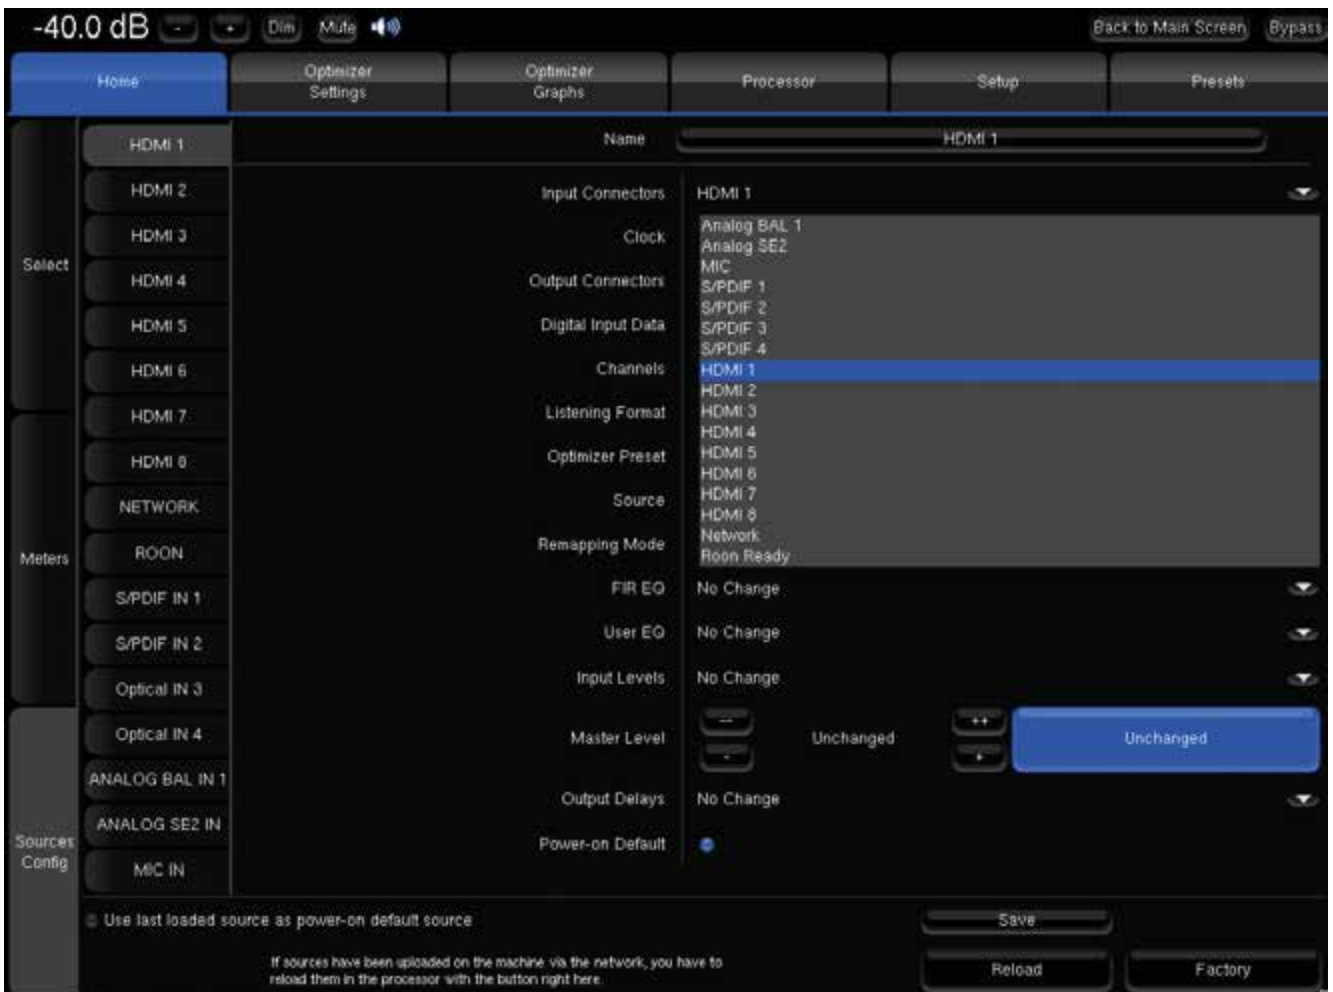 -40.0 dB - + Dim Mute Back to Main Screen Bypass
Home Optimizer Settings Optimizer Graphs Processor Setup Presets
Select
Meters
Sources Config
HDMI 1
HDMI 2
HDMI 3
HDMI 4
HDMI 5
HDMI 6
HDMI 7
HDMI 8
NETWORK
ROON
S/PDIF IN 1
S/PDIF IN 2
Optical IN 3
Optical IN 4
ANALOG BAL IN 1
ANALOG SE2 IN
MIC IN
Name HDMI 1
Input Connectors HDMI 1
Clock
Output Connectors
Digital Input Data
Channels
Listening Format
Optimizer Preset
Source
Remapping Mode
Analog BAL 1
Analog SE2
MIC
S/PDIF 1
S/PDIF 2
S/PDIF 3
S/PDIF 4
HDMI 1
HDMI 2
HDMI 3
HDMI 4
HDMI 5
HDMI 6
HDMI 7
HDMI 8
Network
Roon Ready
FIR EQ No Change
User EQ No Change
Input Levels No Change
Master Level -- - Unchanged ++ + Unchanged
Output Delays No Change
Power-on Default
Use last loaded source as power-on default source
Save
If sources have been uploaded on the machine via the network, you have to
reload them in the processor with the button right here.
Reload Factory